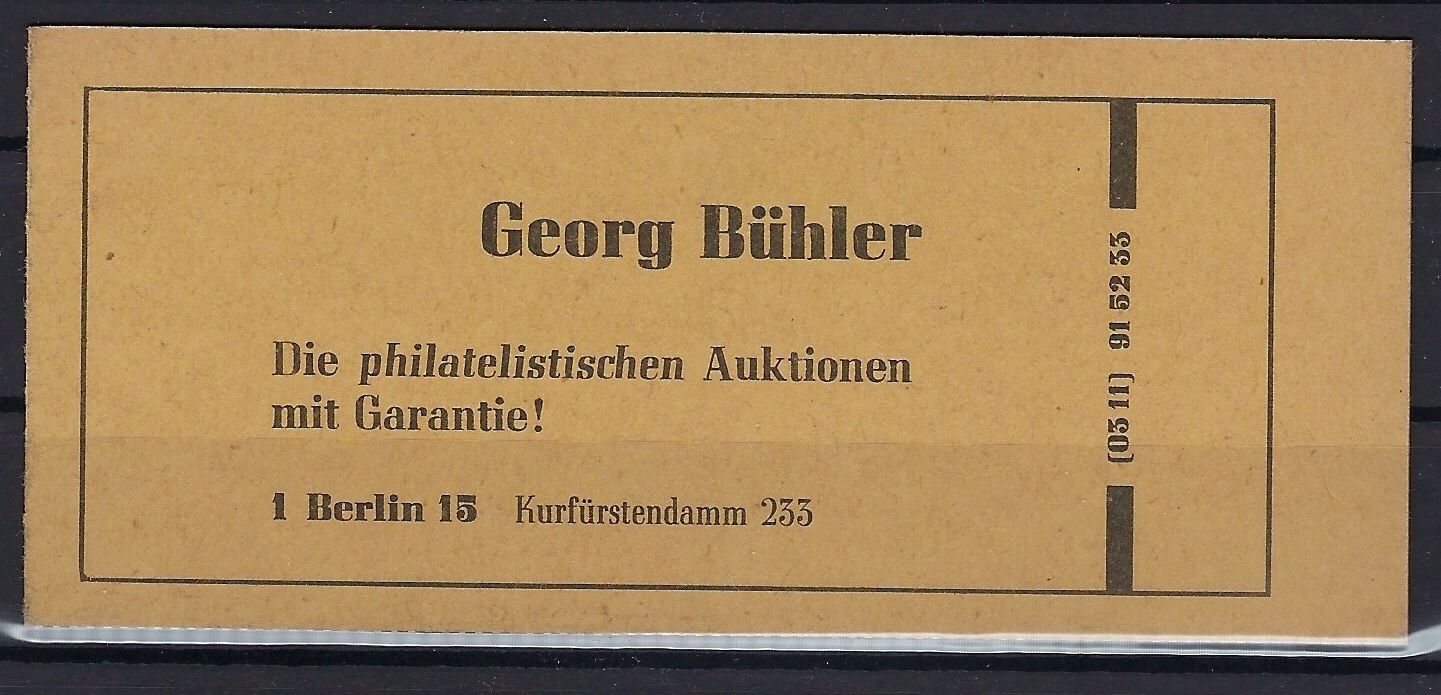 Georg Bühler
Die philatelistischen Auktionen
mit Garantie!
1 Berlin 15 Kurfürstendamm 233
(03 11) 91 52 33